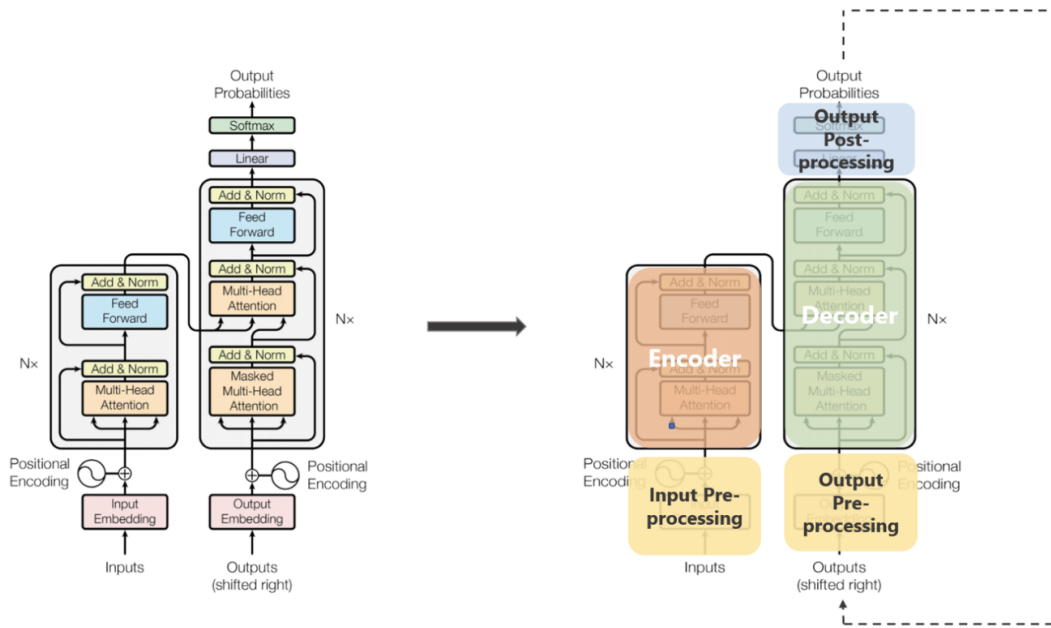 Output
Probabilities
Softmax
Linear
Add & Norm
Feed
Forward
Add & Norm
Multi-Head
Attention
Add & Norm
Masked
Multi-Head
Attention
Nx
Add & Norm
Feed
Forward
Add & Norm
Multi-Head
Attention
Nx
Positional
Encoding
Positional
Encoding
Input
Embedding
Output
Embedding
Inputs
Outputs
(shifted right)
Output
Probabilities
Softmax
Output
Post-
processing
Add & Norm
Feed
Forward
Add & Norm
Multi-Head
Attention
Decoder
Add & Norm
Masked
Multi-Head
Attention
Nx
Add & Norm
Feed
Forward
Encoder
Add & Norm
Multi-Head
Attention
Nx
Positional
Encoding
Input Pre-
processing
Output
Pre-
processing
Inputs
Outputs
(shifted right)